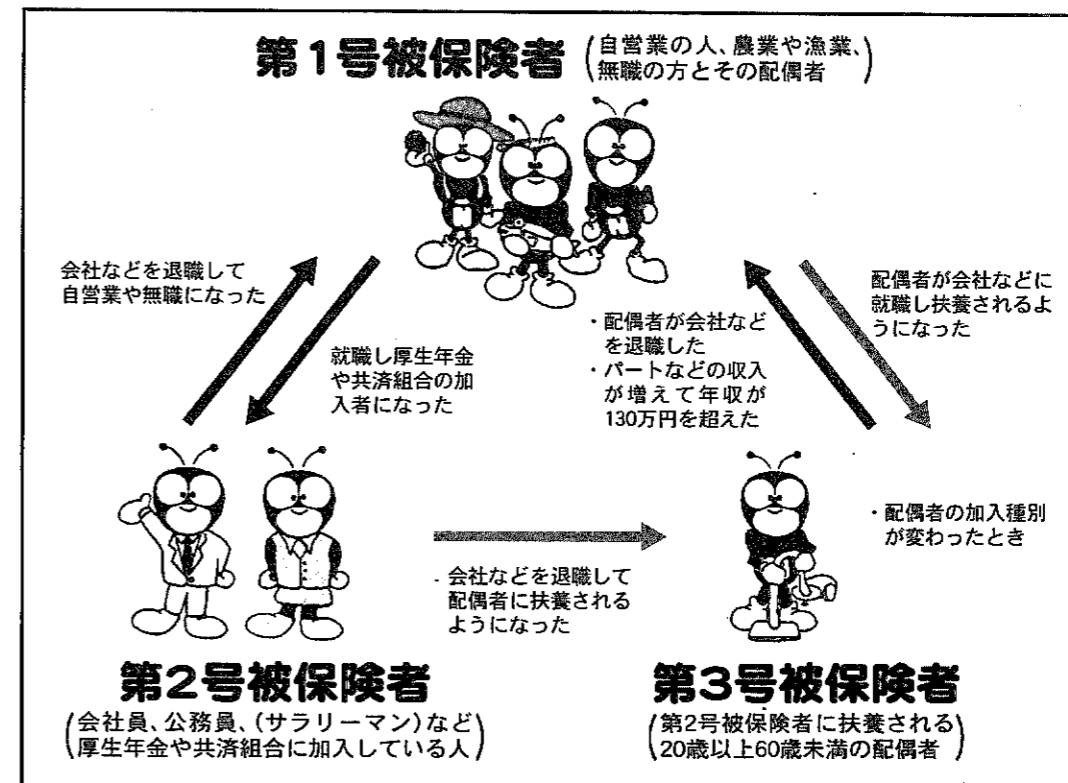 第1号被保険者
(自営業の人、農業や漁業、
無職の方とその配偶者)
会社などを退職して
自営業や無職になった
就職し厚生年金
や共済組合の加
入者になった
・配偶者が会社など
を退職した
・パートなどの収入
が増えて年収が
130万円を超えた
配偶者が会社などに
就職し扶養されるよ
うになった
・配偶者の加入種別
が変わったとき
・会社などを退職して
配偶者に扶養される
ようになった
第2号被保険者
(会社員、公務員、(サラリーマン)など
厚生年金や共済組合に加入している人)
第3号被保険者
(第2号被保険者に扶養される
20歳以上60歳未満の配偶者)